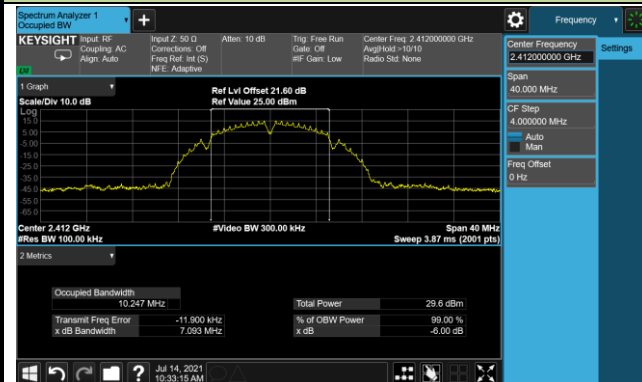 Spectrum Analyzer 1
Occupied BW
Frequency
KEYSIGHT
Input: RF
Coupling: AC
Align: Auto
Input Z: 50 Ω
Corrections: Off
Freq Ref: Int (S)
NFE: Adaptive
Atten: 10 dB
Trig: Free Run
Gate: Off
#IF Gain: Low
Center Freq: 2.412000000 GHz
Avg|Hold:>10/10
Radio Std: None
Center Frequency
2.412000000 GHz
Settings
Span
40.000 MHz
CF Step
4.000000 MHz
Auto
Man
Freq Offset
0 Hz
1 Graph
Scale/Div 10.0 dB
Ref Lvl Offset 21.60 dB
Ref Value 25.00 dBm
Log
15.0
5.00
-5.00
-15.0
-25.0
-35.0
-45.0
-55.0
-65.0
Center 2.412 GHz
#Video BW 300.00 kHz
Span 40 MHz
#Res BW 100.00 kHz
Sweep 3.87 ms (2001 pts)
2 Metrics
Occupied Bandwidth
10.247 MHz
Total Power
29.6 dBm
Transmit Freq Error
-11.900 kHz
% of OBW Power
99.00 %
x dB Bandwidth
7.093 MHz
x dB
-6.00 dB
?
Jul 14, 2021
10:33:15 AM